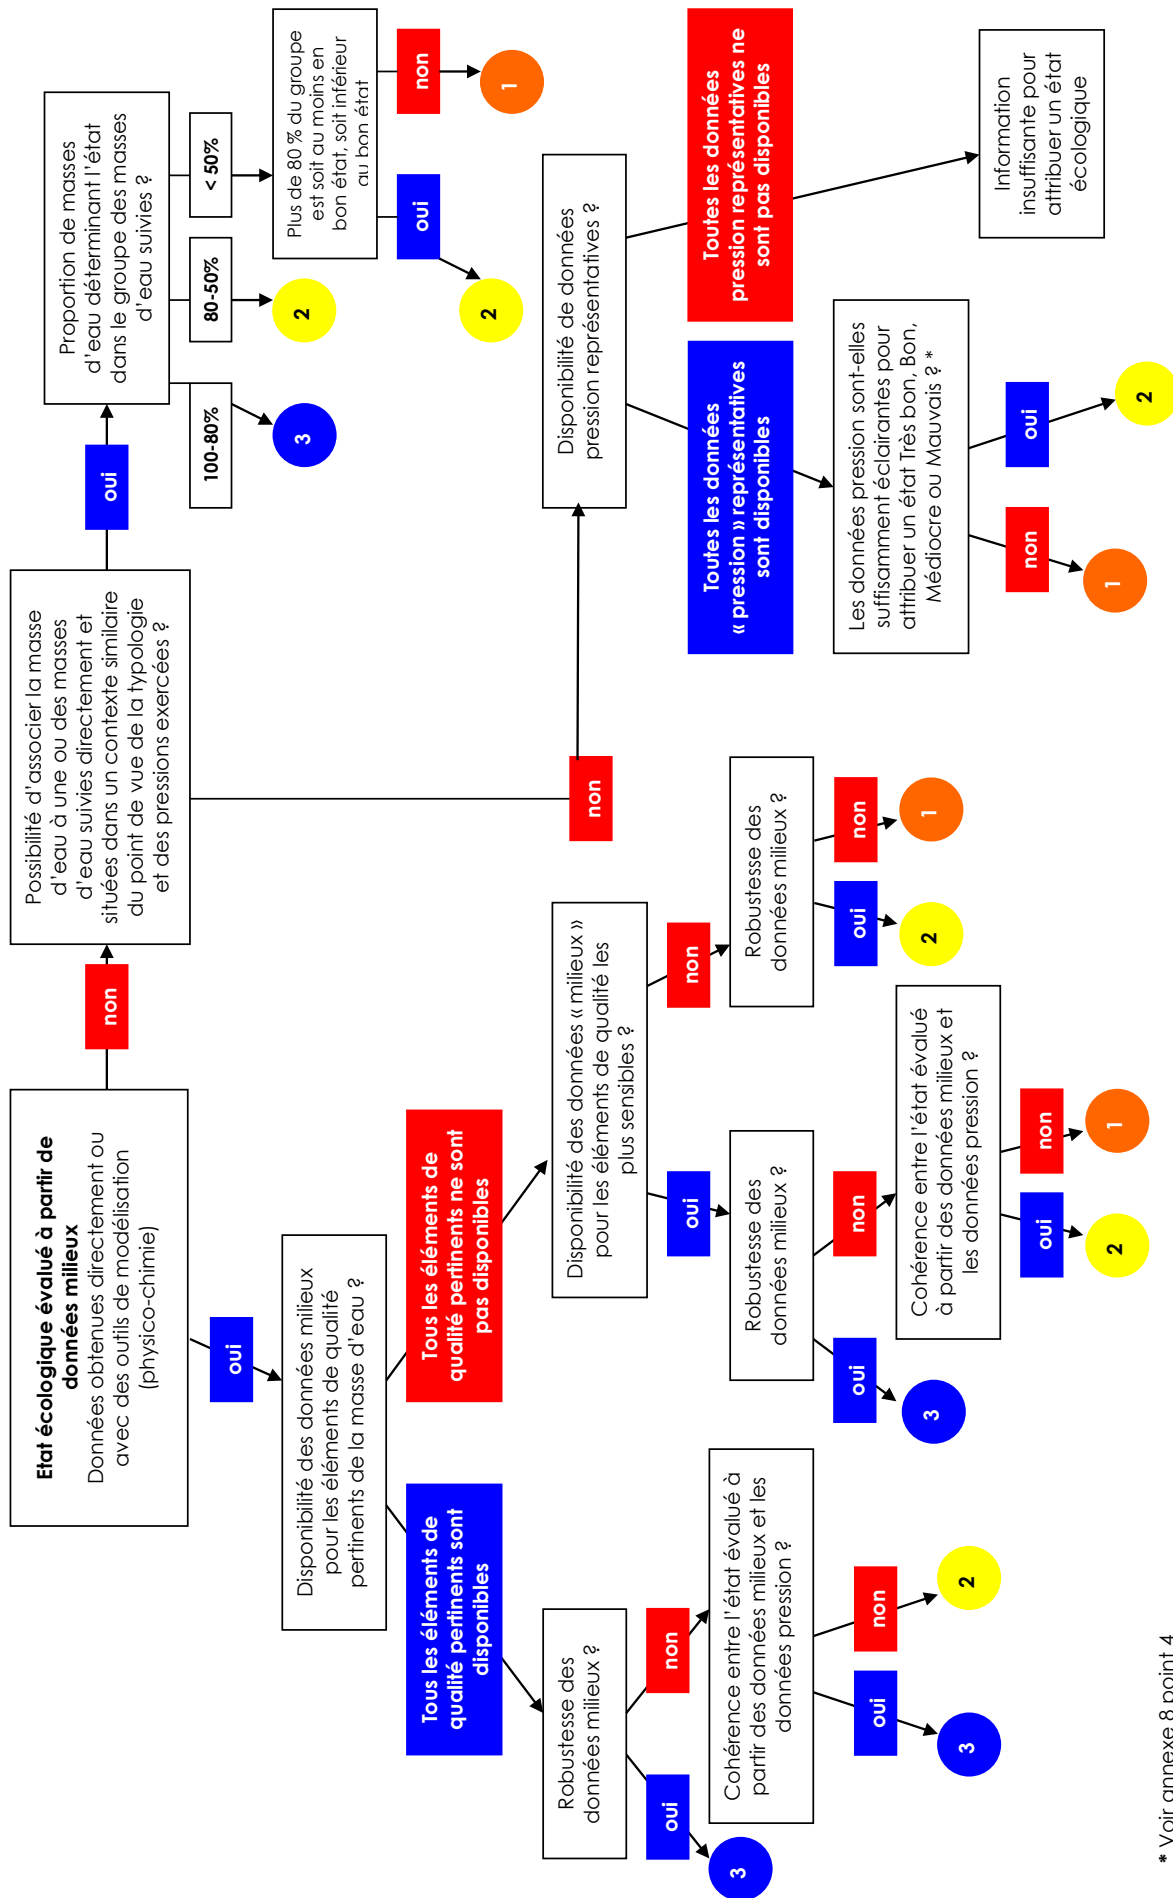 Etat écologique évalué à partir de
données milieux
Données obtenues directement ou
avec des outils de modélisation
(physico-chimie)
non
Possibilité d'associer la masse
d'eau à une ou des masses
d'eau suivies directement et
situées dans un contexte similaire
du point de vue de la typologie
et des pressions exercées ?
oui
Proportion de masses
d'eau déterminant l'état
dans le groupe des masses
d'eau suivies ?
100-80%
80-50%
< 50%
3
2
Plus de 80 % du groupe
est soit au moins en
bon état, soit inférieur
au bon état
oui
non
2
1
oui
Disponibilité des données milieux
pour les éléments de qualité
pertinents de la masse d'eau ?
Tous les éléments de
qualité pertinents sont
disponibles
Tous les éléments de
qualité pertinents ne sont
pas disponibles
Robustesse des
données milieux ?
oui
non
3
Cohérence entre l'état évalué à
partir des données milieux et les
données pression ?
oui
non
3
2
Disponibilité des données « milieux »
pour les éléments de qualité les
plus sensibles ?
oui
non
Robustesse des
données milieux ?
oui
non
3
Cohérence entre l'état évalué
à partir des données milieux et
les données pression ?
oui
non
2
1
Robustesse des
données milieux ?
oui
non
2
1
non
Disponibilité de données
pression représentatives ?
Toutes les données
« pression » représentatives
sont disponibles
Toutes les données
pression représentatives ne
sont pas disponibles
Les données pression sont-elles
suffisamment éclairantes pour
attribuer un état Très bon, Bon,
Médiocre ou Mauvais ? *
non
oui
1
2
Information
insuffisante pour
attribuer un état
écologique
* Voir annexe 8 point 4